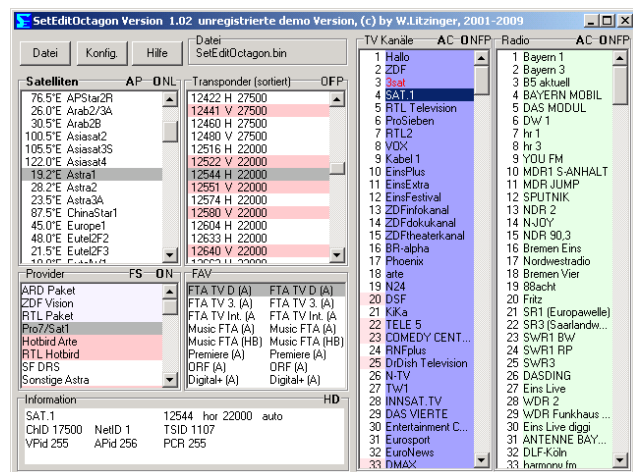 SetEditOctagon Version 1.02 unregistrierte demo Version, (c) by W.Litzinger, 2001-2009
Datei Konfig. Hilfe
Datei
SetEditOctagon.bin
Satelliten AP ONL
76.5°E APStar2R
26.0°E Arab2/3A
30.5°E Arab2B
100.5°E Asiasat2
105.5°E Asiasat3S
122.0°E Asiasat4
19.2°E Astra1
28.2°E Astra2
23.5°E Astra3A
87.5°E ChinaStar1
45.0°E Europe1
48.0°E Eutel2F2
21.5°E Eutel2F3
Transponder (sortiert) OFP
12422 H 27500
12441 V 27500
12460 H 27500
12480 V 27500
12516 H 22000
12522 V 22000
12544 H 22000
12551 V 22000
12574 H 22000
12580 V 22000
12604 H 22000
12633 H 22000
12640 V 22000
Provider FS ON
ARD Paket
ZDF Vision
RTL Paket
Pro7/Sat1
Hotbird Arte
RTL Hotbird
SF DRS
Sonstige Astra
FAV
FTA TV D (A) FTA TV D (A)
FTA TV 3. (A) FTA TV 3. (A)
FTA TV Int. (A FTA TV Int. (A
Music FTA (A) Music FTA (A)
Music FTA (HB) Music FTA (HB)
Premiere (A) Premiere (A)
ORF (A) ORF (A)
Digital+ (A) Digital+ (A)
Information HD
SAT.1 12544 hor 22000 auto
ChID 17500 NetID 1 TSID 1107
VPid 255 APid 256 PCR 255
TV Kanäle AC ONFP
1 Hallo
2 ZDF
3 3sat
4 SAT.1
5 RTL Television
6 ProSieben
7 RTL2
8 VOX
9 Kabel 1
10 EinsPlus
11 EinsExtra
12 EinsFestival
13 ZDFinfokanal
14 ZDFdokukanal
15 ZDFtheaterkanal
16 BR-alpha
17 Phoenix
18 arte
19 N24
20 DSF
21 KiKa
22 TELE 5
23 COMEDY CENT...
24 RNFplus
25 DrDish Television
26 N-TV
27 TW1
28 INNSAT.TV
29 DAS VIERTE
30 Entertainment C...
31 Eurosport
32 EuroNews
33 DMAX
Radio AC ONFP
1 Bayern 1
2 Bayern 3
3 B5 aktuell
4 BAYERN MOBIL
5 DAS MODUL
6 DW 1
7 hr 1
8 hr 3
9 YOU FM
10 MDR1 S-ANHALT
11 MDR JUMP
12 SPUTNIK
13 NDR 2
14 N-JOY
15 NDR 90,3
16 Bremen Eins
17 Nordwestradio
18 Bremen Vier
19 88acht
20 Fritz
21 SR1 (Europawelle)
22 SR3 (Saarlandw...
23 SWR1 BW
24 SWR1 RP
25 SWR3
26 DASDING
27 Eins Live
28 WDR 2
29 WDR Funkhaus ...
30 Eins Live diggi
31 ANTENNE BAY...
32 DLF-Köln
33 harmony fm